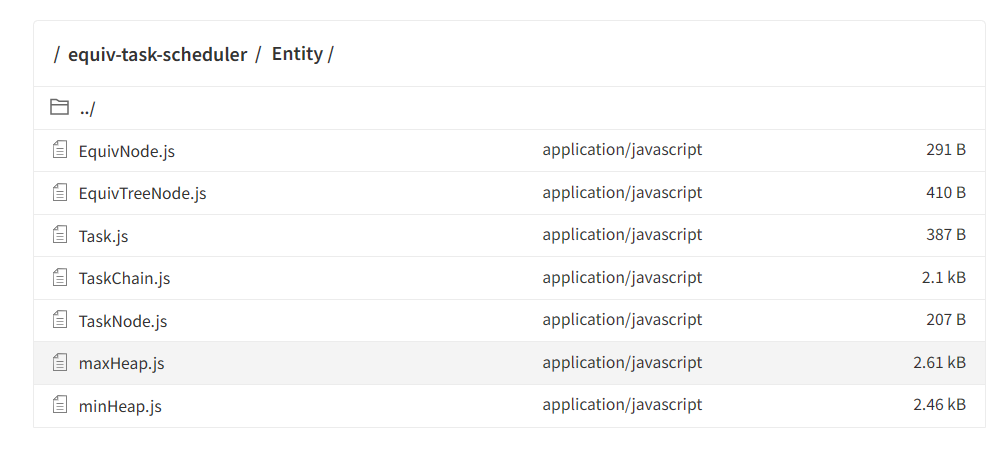 / equiv-task-scheduler / Entity /
../
EquivNode.js application/javascript 291 B
EquivTreeNode.js application/javascript 410 B
Task.js application/javascript 387 B
TaskChain.js application/javascript 2.1 kB
TaskNode.js application/javascript 207 B
maxHeap.js application/javascript 2.61 kB
minHeap.js application/javascript 2.46 kB